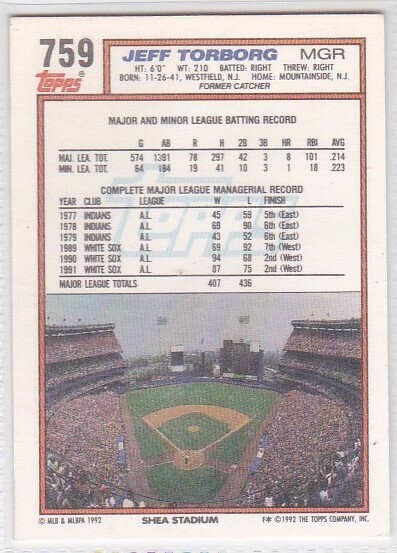 759
Topps®
JEFF TORBORG MGR
HT: 6'0" WT: 210 BATTED: RIGHT THREW: RIGHT
BORN: 11-26-41, WESTFIELD, N.J. HOME: MOUNTAINSIDE, N.J.
FORMER CATCHER
MAJOR AND MINOR LEAGUE BATTING RECORD
G AB R H 2B 3B HR RBI AVG
MAJ. LEA. TOT. 574 1391 78 297 42 3 8 101 .214
MIN. LEA. TOT. 64 184 19 41 10 3 1 18 .223
COMPLETE MAJOR LEAGUE MANAGERIAL RECORD
YEAR CLUB LEAGUE W L FINISH
1977 INDIANS A.L. 45 59 5th (East)
1978 INDIANS A.L. 69 90 6th (East)
1979 INDIANS A.L. 43 52 6th (East)
1989 WHITE SOX A.L. 69 92 7th (West)
1990 WHITE SOX A.L. 94 68 2nd (West)
1991 WHITE SOX A.L. 87 75 2nd (West)
MAJOR LEAGUE TOTALS 407 436
Topps
© MLB & MLBPA 1992 SHEA STADIUM F* © 1992 THE TOPPS COMPANY, INC.